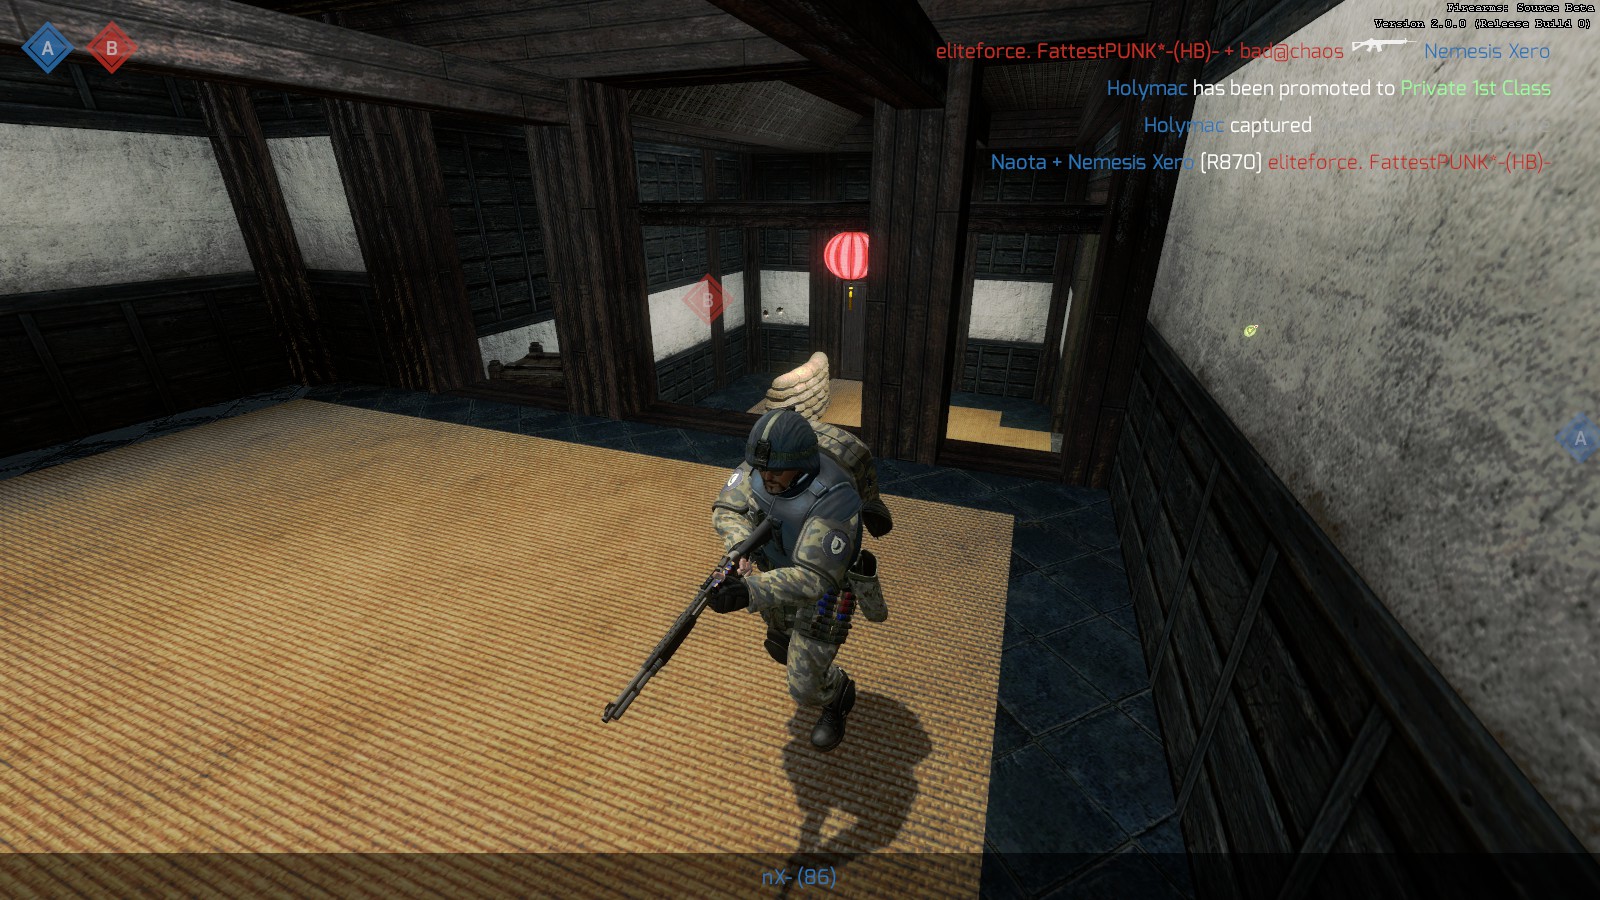 Firearms: Source Beta
Version 2.0.0 (Release Build 0)
A B
eliteforce. FattestPUNK*-(HB)- + bad@chaos Nemesis Xero
Holymac has been promoted to Private 1st Class
Holymac captured
Naota + Nemesis Xero [R870] eliteforce. FattestPUNK*-(HB)-
B
A
nX- (86)